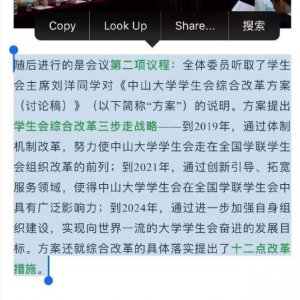 Copy Look Up Share... 搜索
随后进行的是会议第二项议程：全体委员听取了学生
会主席刘洋同学对《中山大学学生会综合改革方案
（讨论稿）》（以下简称“方案”）的说明。方案提出
学生会综合改革三步走战略——到2019年，通过体制
机制改革，努力使中山大学学生会走在全国学联学生
会组织改革的前列；到2021年，通过创新引导、拓宽
服务领域，使得中山大学学生会在全国学联学生会中
具有广泛影响力；到2024年，通过进一步加强自身组
织建设，实现向世界一流的大学学生会奋进的发展目
标。方案还就综合改革的具体落实提出了十二点改革
措施。